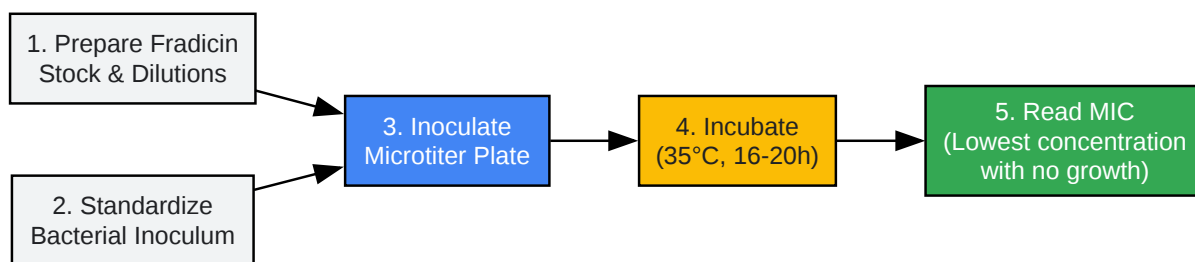 1. Prepare Fradicin
Stock & Dilutions
2. Standardize
Bacterial Inoculum
3. Inoculate
Microtiter Plate
4. Incubate
(35°C, 16-20h)
5. Read MIC
(Lowest concentration
with no growth)